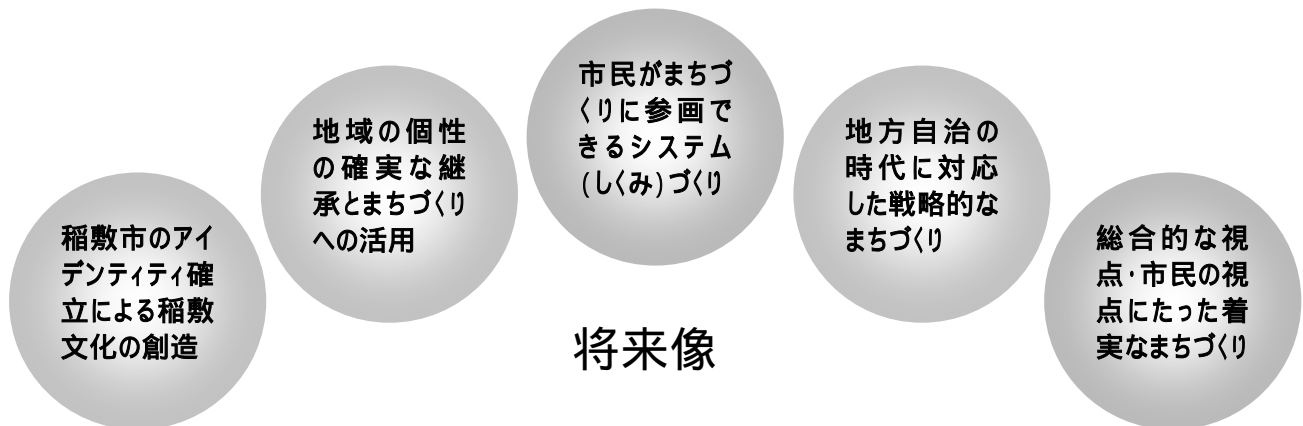 稲敷市のアイ
デンティティ確
立による稲敷
文化の創造
地域の個性
の確実な継
承とまちづくり
への活用
市民がまちづ
くりに参画で
きるシステム
(しくみ)づくり
地方自治の
時代に対応
した戦略的な
まちづくり
総合的な視
点・市民の視
点にたった着
実なまちづくり
将来像